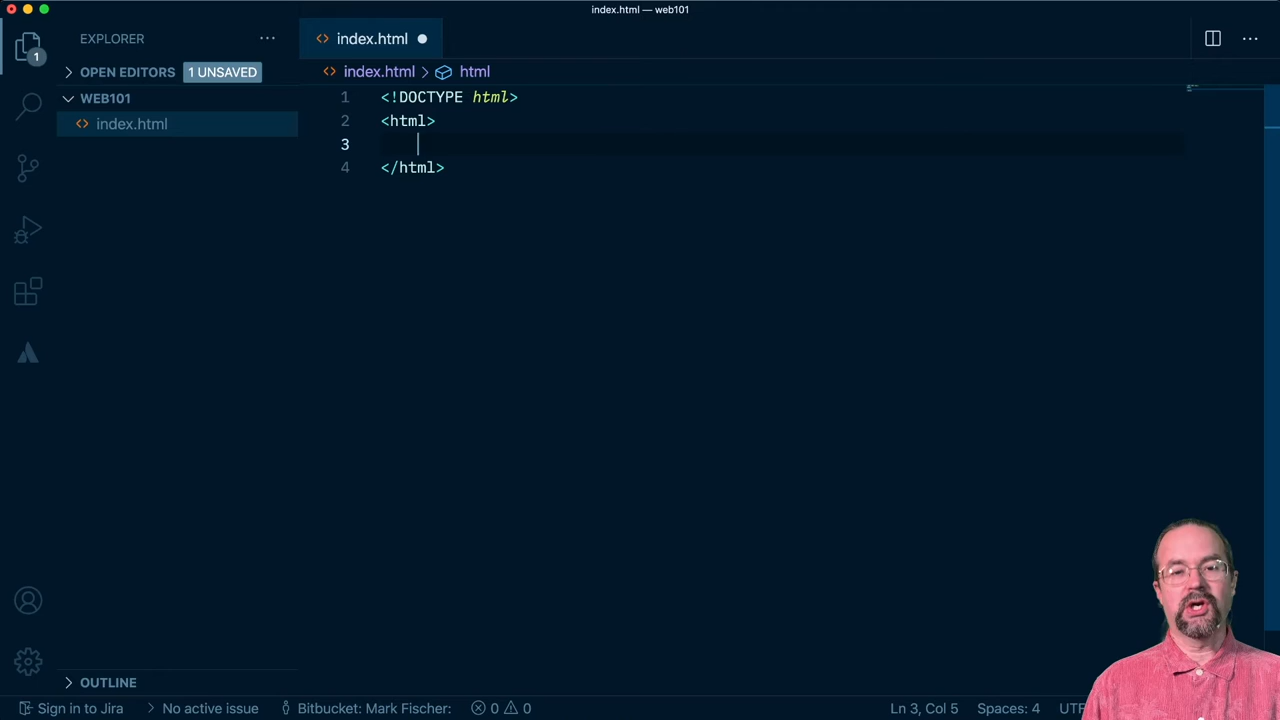 index.html — web101
EXPLORER ···
index.html
1
OPEN EDITORS 1 UNSAVED
index.html > html
WEB101
index.html
1 <!DOCTYPE html>
2 <html>
3
4 </html>
OUTLINE
Sign in to Jira No active issue Bitbucket: Mark Fischer: 0 0 Ln 3, Col 5 Spaces: 4 UTF